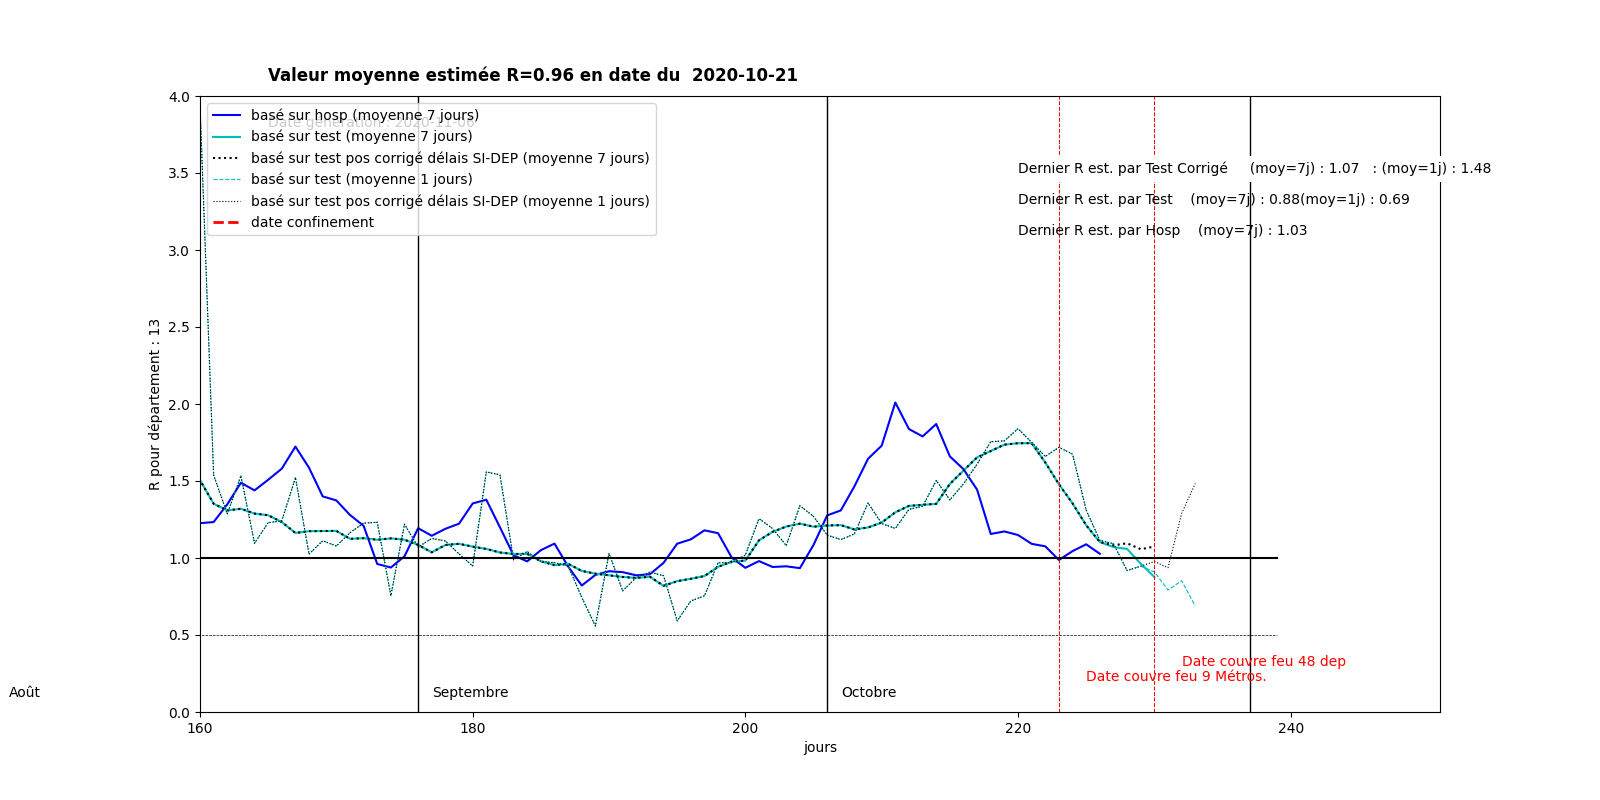 Valeur moyenne estimée R=0.96 en date du  2020-10-21
Date génération : 2020-11-06
basé sur hosp (moyenne 7 jours)
basé sur test (moyenne 7 jours)
basé sur test pos corrigé délais SI-DEP (moyenne 7 jours)
basé sur test (moyenne 1 jours)
basé sur test pos corrigé délais SI-DEP (moyenne 1 jours)
date confinement
Dernier R est. par Test Corrigé (moy=7j) : 1.07 : (moy=1j) : 1.48
Dernier R est. par Test (moy=7j) : 0.88(moy=1j) : 0.69
Dernier R est. par Hosp (moy=7j) : 1.03
R pour département : 13
4.0
3.5
3.0
2.5
2.0
1.5
1.0
0.5
0.0
Date couvre feu 48 dep
Date couvre feu 9 Métros.
Août
Septembre
Octobre
160
180
200
220
240
jours